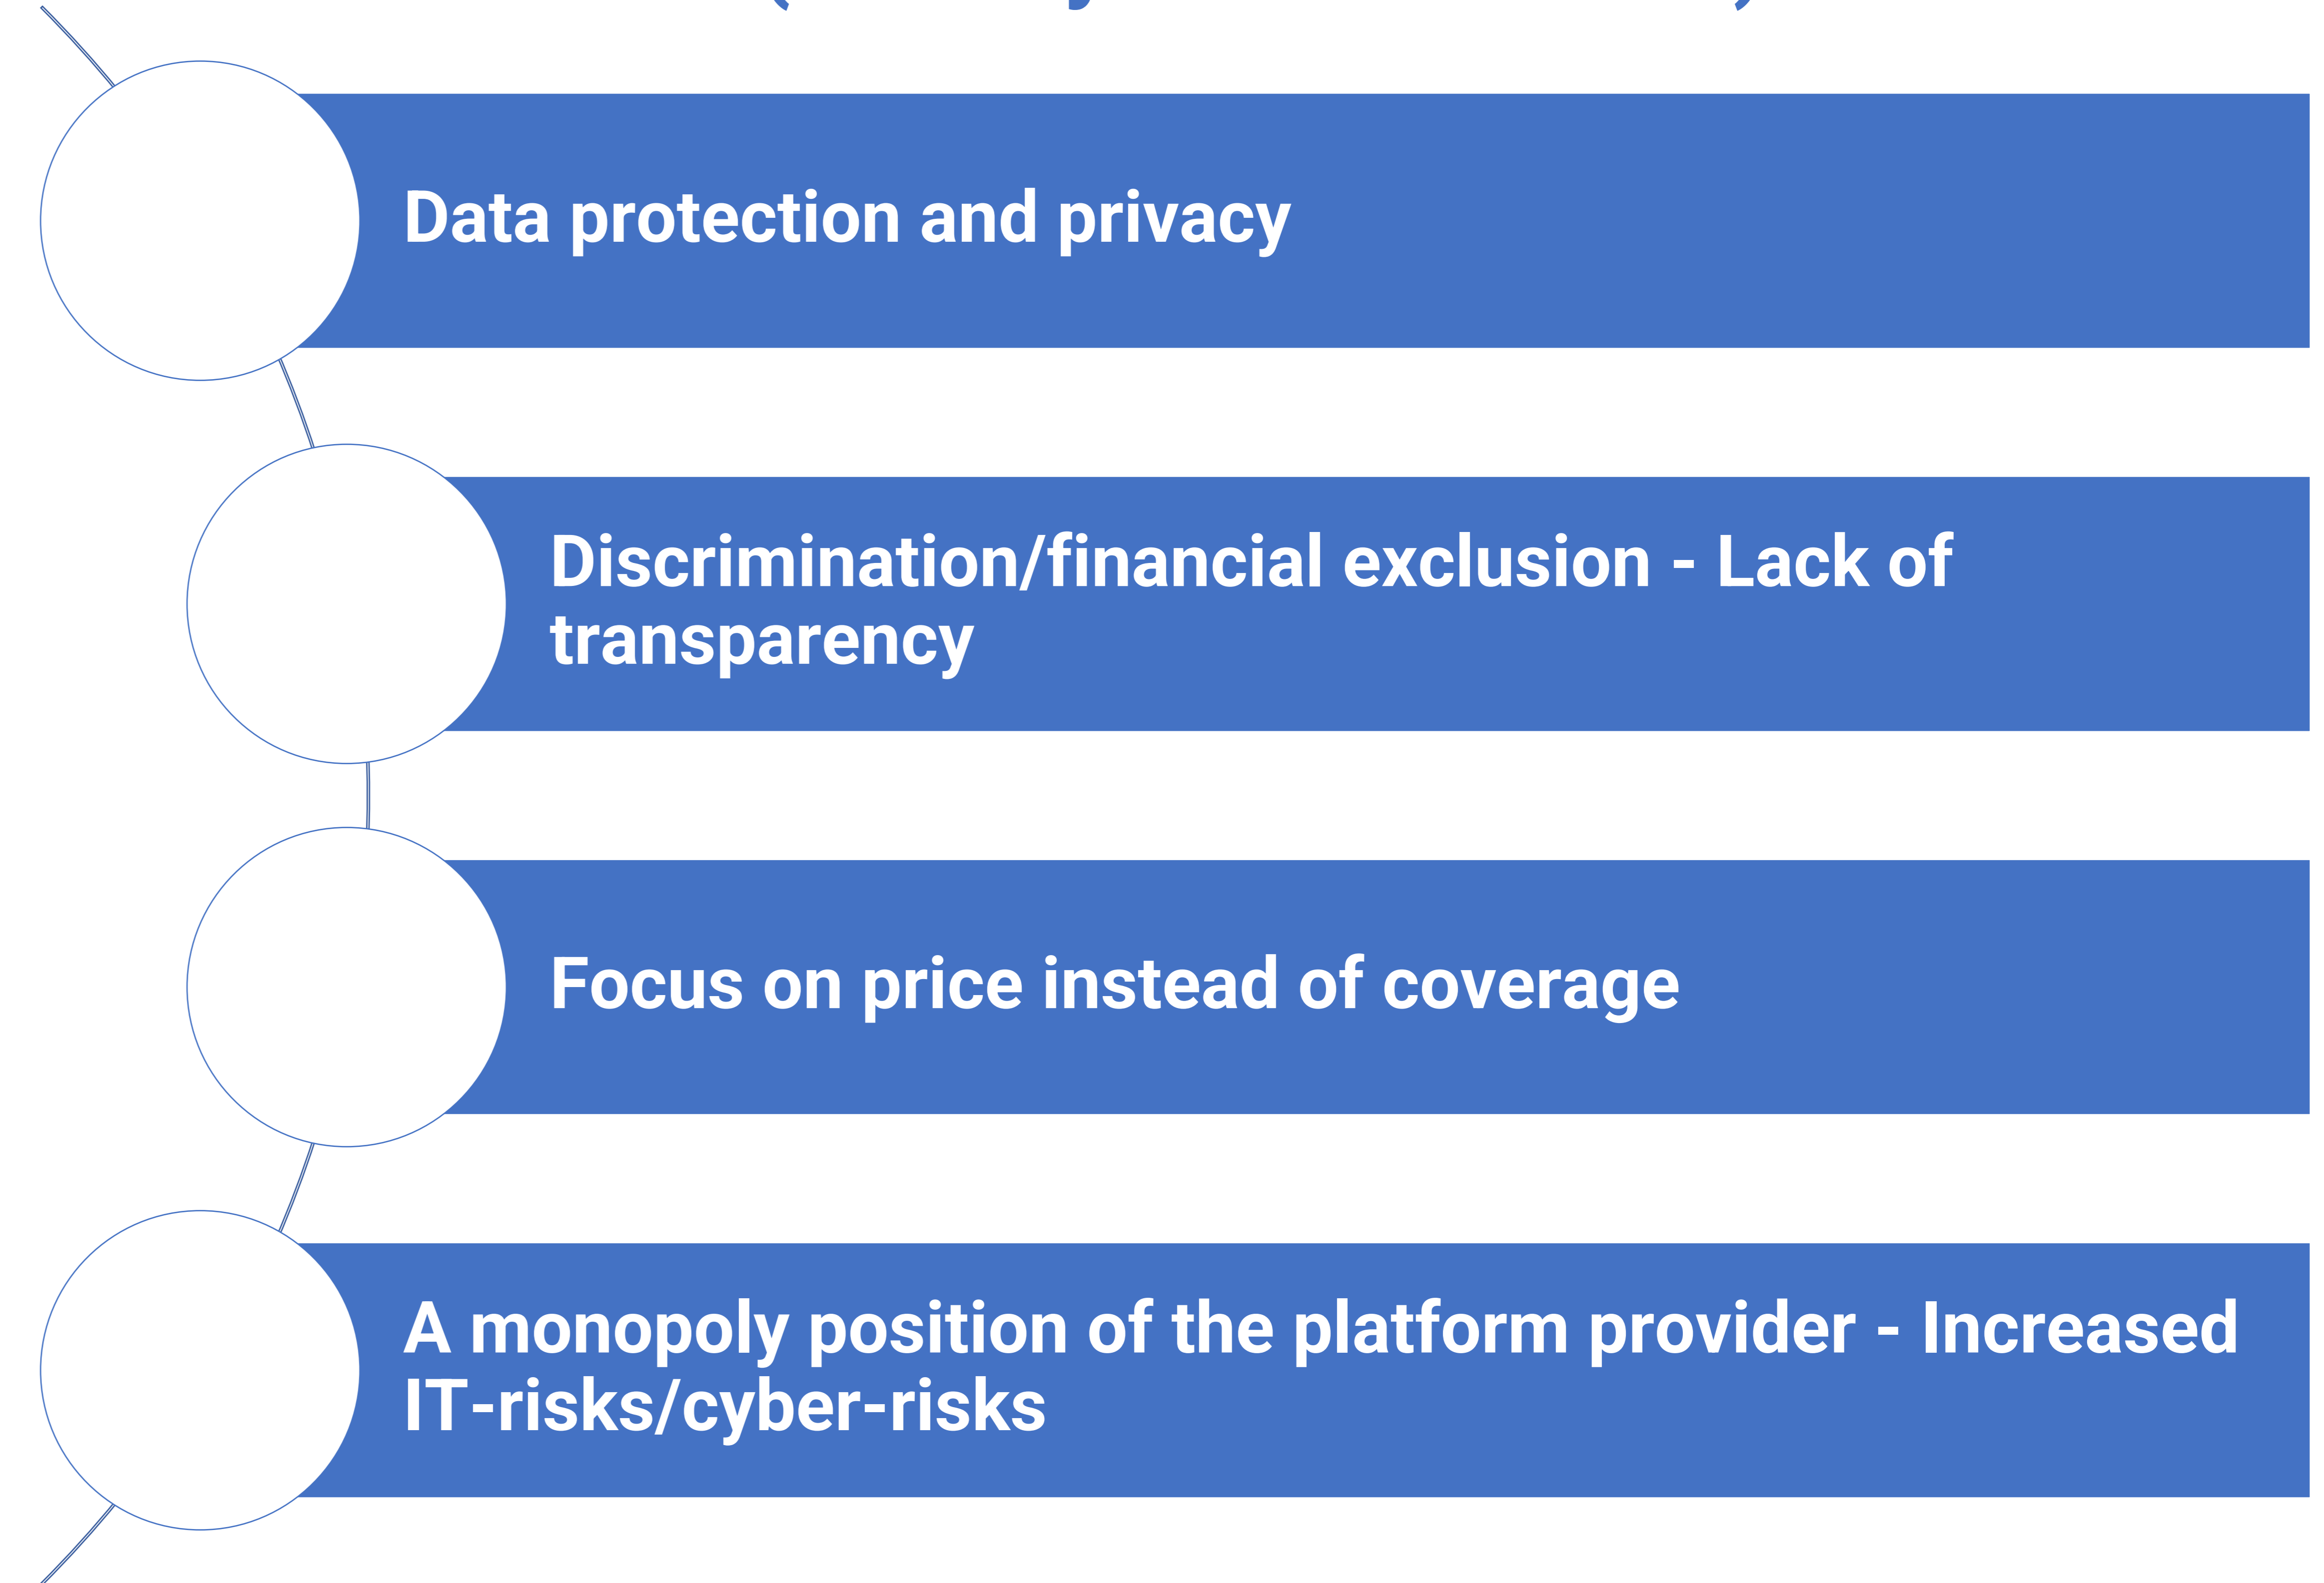 Data protection and privacy
Discrimination/financial exclusion - Lack of
transparency
Focus on price instead of coverage
A monopoly position of the platform provider - Increased
IT-risks/cyber-risks